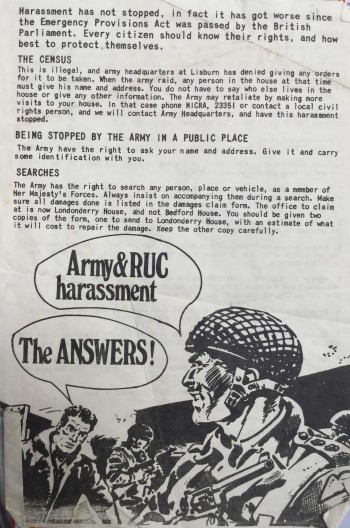 Harassment has not stopped, in fact it has got worse since
the Emergency Provisions Act was passed by the British
Parliament. Every citizen should know their rights, and how
best to protect themselves.
THE CENSUS
This is illegal, and army headquarters at Lisburn has denied giving any orders
for it to be taken. When the army raid, any person in the house at that time
must give his name and address. You do not have to say who else lives in the
house or give any other information. The Army may retaliate by making more
visits to your house. In that case phone NICRA, 23351 or contact a local civil
rights person, and we will contact Army Headquarters, and have this harassment
stopped.
BEING STOPPED BY THE ARMY IN A PUBLIC PLACE
The Army have the right to ask your name and address. Give it and carry
some identification with you.
SEARCHES
The Army has the right to search any person, place or vehicle, as a member of
Her Majesty's Forces. Always insist on accompanying them during a search. Make
sure all damages done is listed in the damages claim form. The office to claim
at is now Londonderry House, and not Bedford House. You should be given two
copies of the form, one to send to Londonderry House, with an estimate of what
it will cost to repair the damage. Keep the other copy carefully.
Army&RUC
harassment
The ANSWERS!